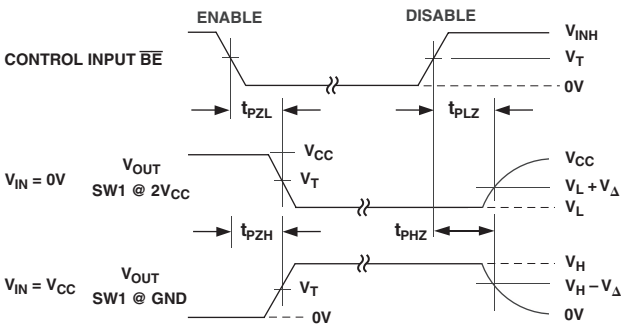 ENABLE DISABLE
CONTROL INPUT BE
V_INH
V_T
0V
t_PZL t_PLZ
V_IN = 0V
V_OUT
SW1 @ 2V_CC
V_CC
V_T
V_CC
V_L + V_Δ
V_L
t_PZH t_PHZ
V_IN = V_CC
V_OUT
SW1 @ GND
V_T
0V
V_H
V_H – V_Δ
0V